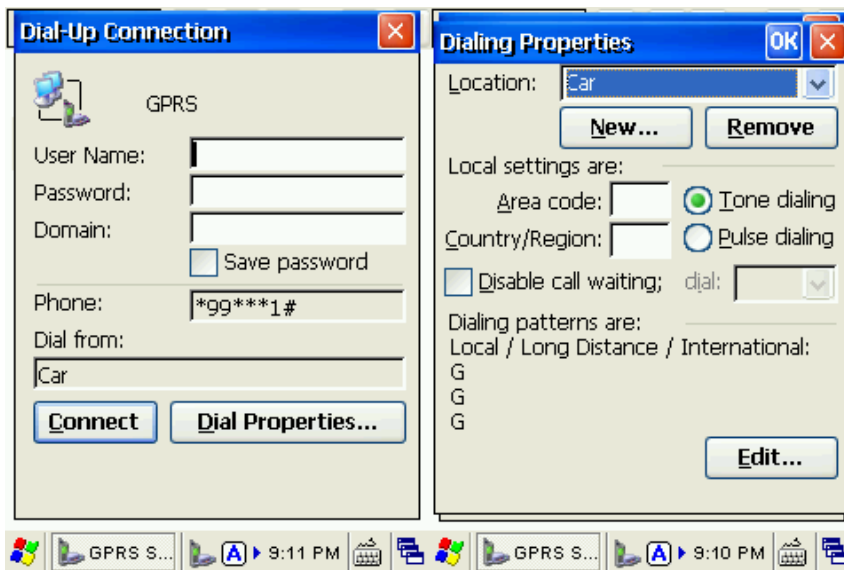 Dial-Up Connection
GPRS
User Name:
Password:
Domain:
Save password
Phone:
*99***1#
Dial from:
Car
Connect
Dial Properties...
GPRS S...
A
9:11 PM
Dialing Properties
OK
Location:
Car
New...
Remove
Local settings are:
Area code:
Tone dialing
Country/Region:
Pulse dialing
Disable call waiting;
dial:
Dialing patterns are:
Local / Long Distance / International:
G
G
G
Edit...
GPRS S...
A
9:10 PM